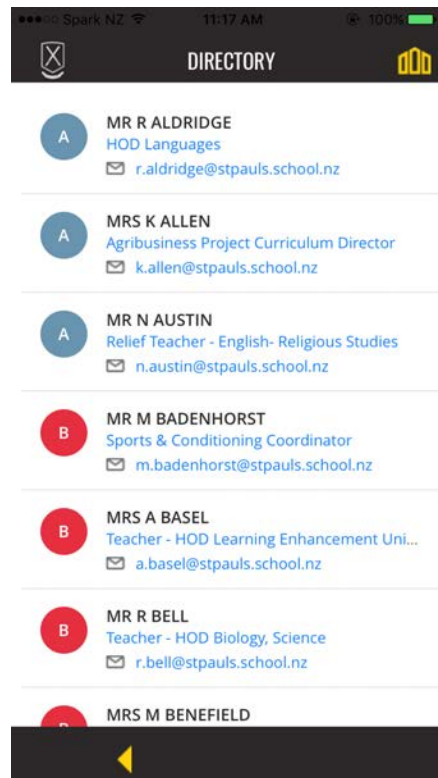 Spark NZ 11:17 AM 100%
DIRECTORY
A
MR R ALDRIDGE
HOD Languages
r.aldridge@stpauls.school.nz
A
MRS K ALLEN
Agribusiness Project Curriculum Director
k.allen@stpauls.school.nz
A
MR N AUSTIN
Relief Teacher - English- Religious Studies
n.austin@stpauls.school.nz
B
MR M BADENHORST
Sports & Conditioning Coordinator
m.badenhorst@stpauls.school.nz
B
MRS A BASEL
Teacher - HOD Learning Enhancement Uni...
a.basel@stpauls.school.nz
B
MR R BELL
Teacher - HOD Biology, Science
r.bell@stpauls.school.nz
B
MRS M BENEFIELD